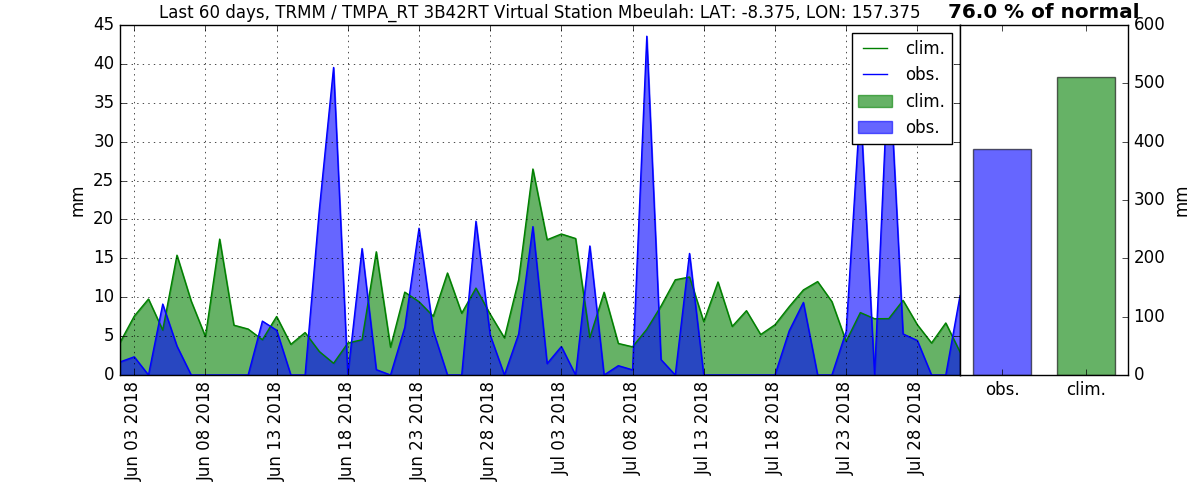 Last 60 days, TRMM / TMPA_RT 3B42RT Virtual Station Mbeulah: LAT: -8.375, LON: 157.375
76.0 % of normal
45
40
35
30
25
20
15
10
5
0
mm
clim.
obs.
clim.
obs.
600
500
400
300
200
100
0
mm
Jun 03 2018
Jun 08 2018
Jun 13 2018
Jun 18 2018
Jun 23 2018
Jun 28 2018
Jul 03 2018
Jul 08 2018
Jul 13 2018
Jul 18 2018
Jul 23 2018
Jul 28 2018
obs.
clim.